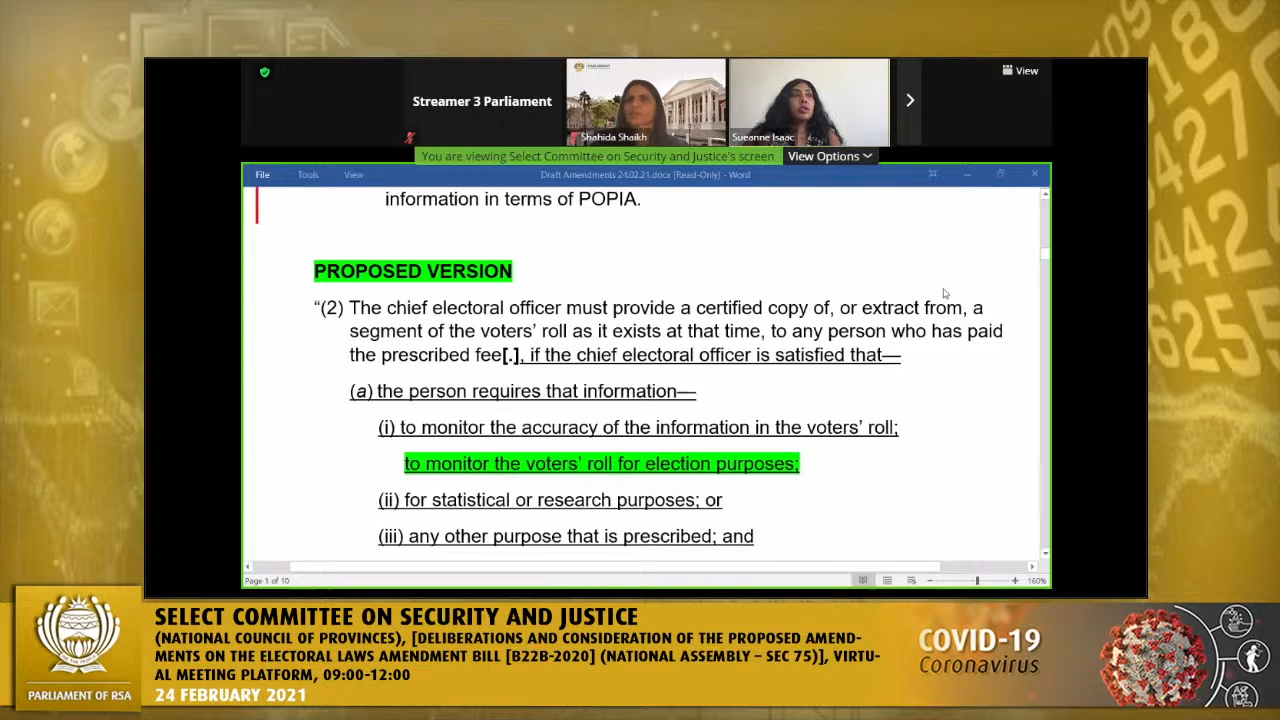 View
Streamer 3 Parliament
PARLIAMENT
Shahida Shaikh
Sueanne Isaac
You are viewing Select Committee on Security and Justice's screen
View Options
File
Tools
View
Draft Amendments 24.02.21.docx [Read-Only] - Word
information in terms of POPIA.
PROPOSED VERSION
“(2) The chief electoral officer must provide a certified copy of, or extract from, a
segment of the voters’ roll as it exists at that time, to any person who has paid
the prescribed fee[.], if the chief electoral officer is satisfied that—
(a) the person requires that information—
(i) to monitor the accuracy of the information in the voters’ roll;
to monitor the voters’ roll for election purposes;
(ii) for statistical or research purposes; or
(iii) any other purpose that is prescribed; and
Page 1 of 10
160%
PARLIAMENT OF RSA
SELECT COMMITTEE ON SECURITY AND JUSTICE
(NATIONAL COUNCIL OF PROVINCES), [DELIBERATIONS AND CONSIDERATION OF THE PROPOSED AMEND-
MENTS ON THE ELECTORAL LAWS AMENDMENT BILL [B22B-2020] (NATIONAL ASSEMBLY – SEC 75)], VIRTU-
AL MEETING PLATFORM, 09:00-12:00
24 FEBRUARY 2021
COVID-19
Coronavirus